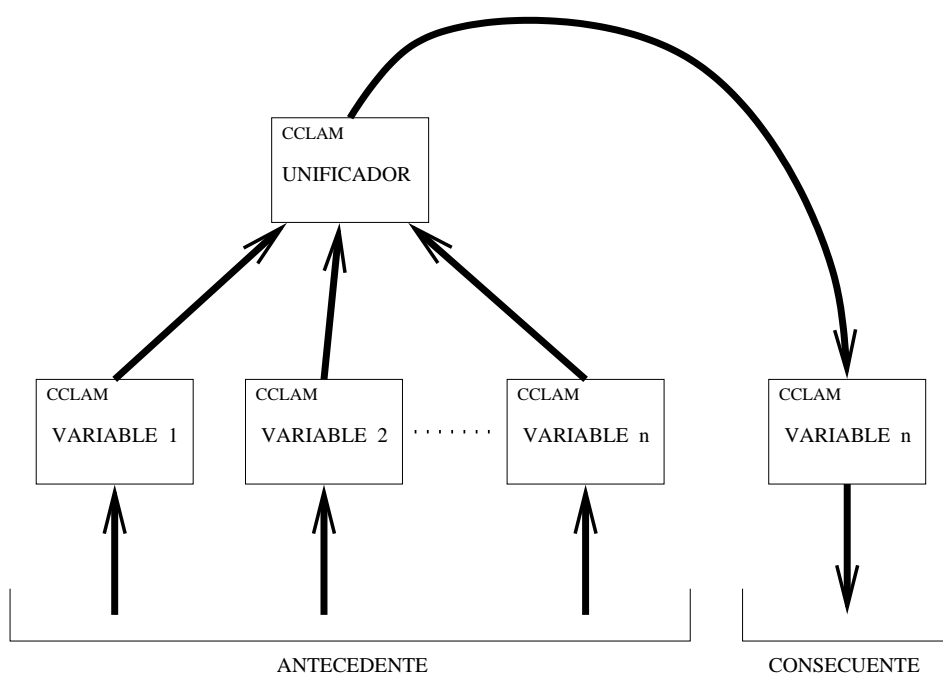 CCLAM
UNIFICADOR
CCLAM
VARIABLE 1
CCLAM
VARIABLE 2
CCLAM
VARIABLE n
CCLAM
VARIABLE n
ANTECEDENTE
CONSECUENTE